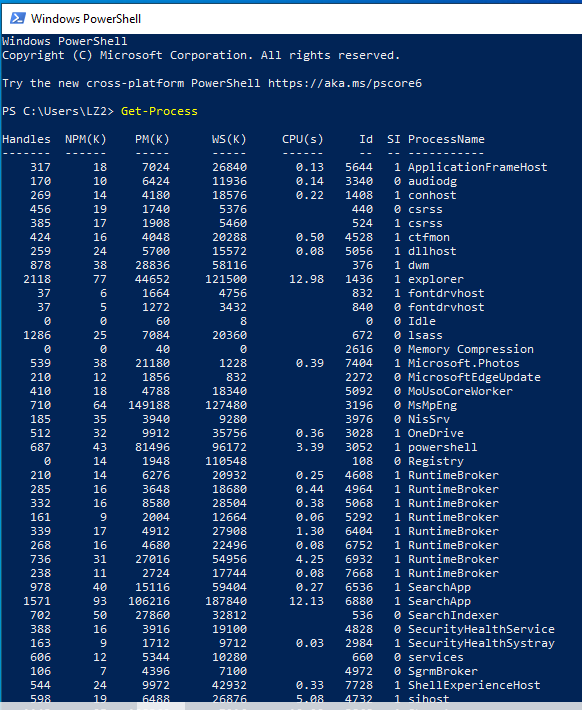 Windows PowerShell
Windows PowerShell
Copyright (C) Microsoft Corporation. All rights reserved.
Try the new cross-platform PowerShell https://aka.ms/pscore6
PS C:\Users\LZ2> Get-Process
Handles NPM(K) PM(K) WS(K) CPU(s) Id SI ProcessName
------- ------ ----- ----- ------ -- -- -----------
317 18 7024 26840 0.13 5644 1 ApplicationFrameHost
170 10 6424 11936 0.14 3340 0 audiodg
269 14 4180 18576 0.22 1408 1 conhost
456 19 1740 5376 440 0 csrss
385 17 1908 5460 524 1 csrss
424 16 4048 20288 0.50 4528 1 ctfmon
259 24 5700 15572 0.08 5056 1 dllhost
878 38 28836 58116 376 1 dwm
2118 77 44652 121500 12.98 1436 1 explorer
37 6 1664 4756 832 1 fontdrvhost
37 5 1272 3432 840 0 fontdrvhost
0 0 60 8 0 0 Idle
1286 25 7084 20360 672 0 lsass
0 0 40 0 2616 0 Memory Compression
539 38 21180 1228 0.39 7404 1 Microsoft.Photos
210 12 1856 832 2272 0 MicrosoftEdgeUpdate
410 18 4788 18340 5092 0 MoUsoCoreWorker
710 64 149188 127480 3196 0 MsMpEng
185 35 3940 9280 3976 0 NisSrv
512 32 9912 35756 0.36 3028 1 OneDrive
687 43 81496 96172 3.39 3052 1 powershell
0 14 1948 110548 108 0 Registry
210 14 6276 20932 0.25 4608 1 RuntimeBroker
285 16 3648 18680 0.44 4964 1 RuntimeBroker
332 16 8580 28504 0.38 5068 1 RuntimeBroker
161 9 2004 12664 0.06 5292 1 RuntimeBroker
339 17 4912 27908 1.30 6404 1 RuntimeBroker
268 16 4680 22496 0.08 6752 1 RuntimeBroker
736 31 27016 54956 4.25 6932 1 RuntimeBroker
238 11 2724 17744 0.08 7668 1 RuntimeBroker
978 40 15116 59404 0.27 6536 1 SearchApp
1571 93 106216 187840 12.13 6880 1 SearchApp
702 50 27860 32812 536 0 SearchIndexer
388 16 3916 19100 4828 0 SecurityHealthService
163 9 1712 9712 0.03 2984 1 SecurityHealthSystray
606 12 5344 10280 660 0 services
106 7 4396 7100 4972 0 SgrmBroker
544 24 9972 42932 0.33 7728 1 ShellExperienceHost
598 19 6488 26876 5.08 4732 1 sihost